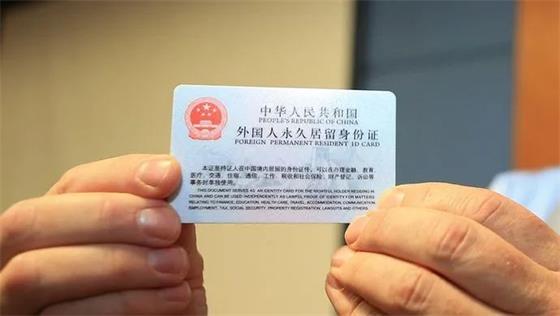 中华人民共和国
PEOPLE'S REPUBLIC OF CHINA
外国人永久居留身份证
FOREIGN PERMANENT RESIDENT ID CARD
本证是持证人在中国境内居留的身份证件，可以在办理金融、教育、
医疗、交通、住宿、通信、工作、税收和社会保险、财产登记、诉讼等
事务时单独使用。
THIS DOCUMENT SERVES AS AN IDENTITY CARD FOR THE RIGHTFUL HOLDER RESIDING IN
CHINA AND CAN BE USED INDEPENDENTLY AS LAWFUL PROOF OF IDENTITY FOR MATTERS
RELATING TO FINANCE, EDUCATION, HEALTH CARE, TRAVEL, ACCOMMODATION, COMMUNICATION,
EMPLOYMENT, TAX, SOCIAL SECURITY, PROPERTY REGISTRATION, LAWSUITS AND OTHERS.